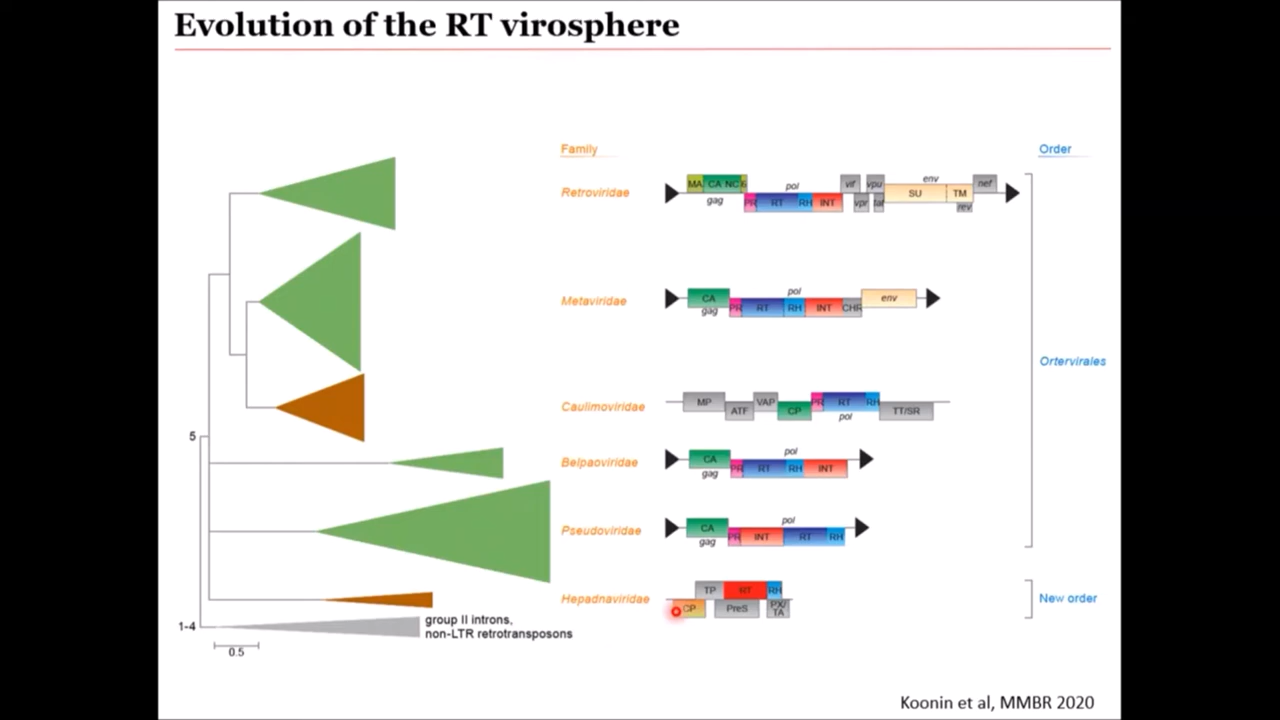 Evolution of the RT virosphere
Family
Order
Retroviridae
MA CA NC 6
gag
pol
PR RT RH INT
vif
vpr
vpu
tat
env
SU TM
rev
nef
Metaviridae
CA
gag
pol
PR RT RH INT CHR
env
Ortervirales
Caulimoviridae
MP
ATF
VAP
CP
PR RT RH
pol
TT/SR
5
Belpaoviridae
CA
gag
pol
PR RT RH INT
Pseudoviridae
CA
gag
pol
PR INT RT RH
Hepadnaviridae
TP RT RH
CP PreS PX/
TA
New order
1-4
group II introns,
non-LTR retrotransposons
0.5
Koonin et al, MMBR 2020